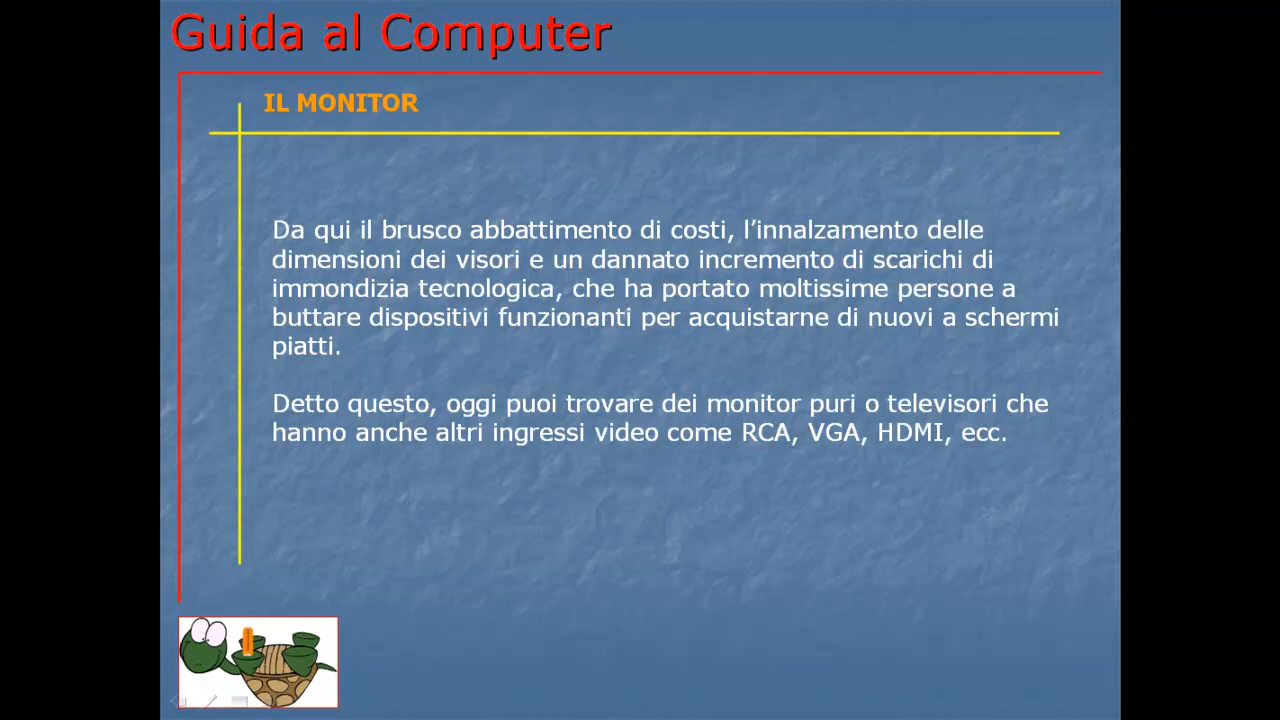 Guida al Computer
IL MONITOR
Da qui il brusco abbattimento di costi, l’innalzamento delle
dimensioni dei visori e un dannato incremento di scarichi di
immondizia tecnologica, che ha portato moltissime persone a
buttare dispositivi funzionanti per acquistarne di nuovi a schermi
piatti.
Detto questo, oggi puoi trovare dei monitor puri o televisori che
hanno anche altri ingressi video come RCA, VGA, HDMI, ecc.